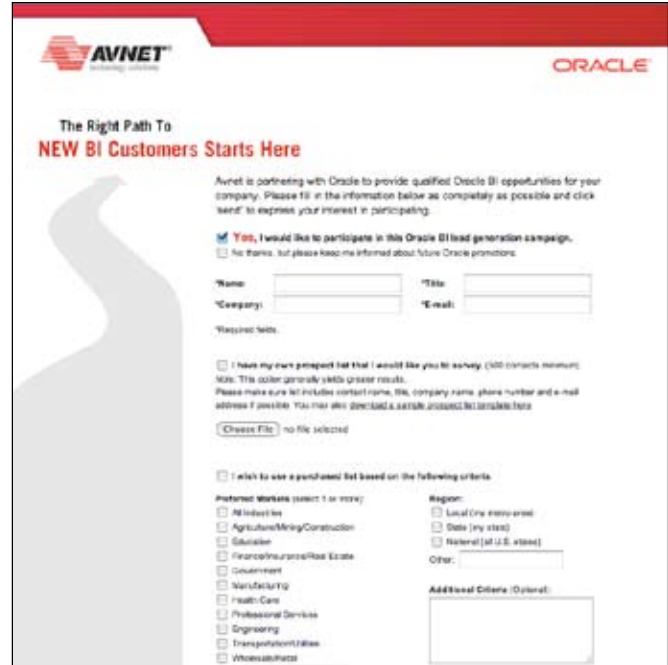 AVNET
technology solutions
ORACLE
The Right Path To
NEW BI Customers Starts Here
Avnet is partnering with Oracle to provide qualified Oracle BI opportunities for your
company. Please fill in the information below as completely as possible and click
'send' to express your interest in participating.
Yes, I would like to participate in this Oracle BI lead generation campaign.
No thanks, but please keep me informed about future Oracle promotions
*Name:
*Title:
*Company:
*E-mail:
*Required fields.
I have my own prospect list that I would like you to survey. (500 contacts minimum)
Note: This option generally yields greater results.
Please make sure list includes contact name, title, company name, phone number and e-mail
address if possible. You may also download a sample prospect list template here
Choose File no file selected
I wish to use a purchased list based on the following criteria.
Preferred Markets (select 1 or more)
All Industries
Agriculture/Mining/Construction
Education
Finance/Insurance/Real Estate
Government
Manufacturing
Health Care
Professional Services
Engineering
Transportation/Utilities
Wholesale/Retail
Region:
Local (my metro area)
State (my state)
National (all U.S. states)
Other:
Additional Criteria (Optional):